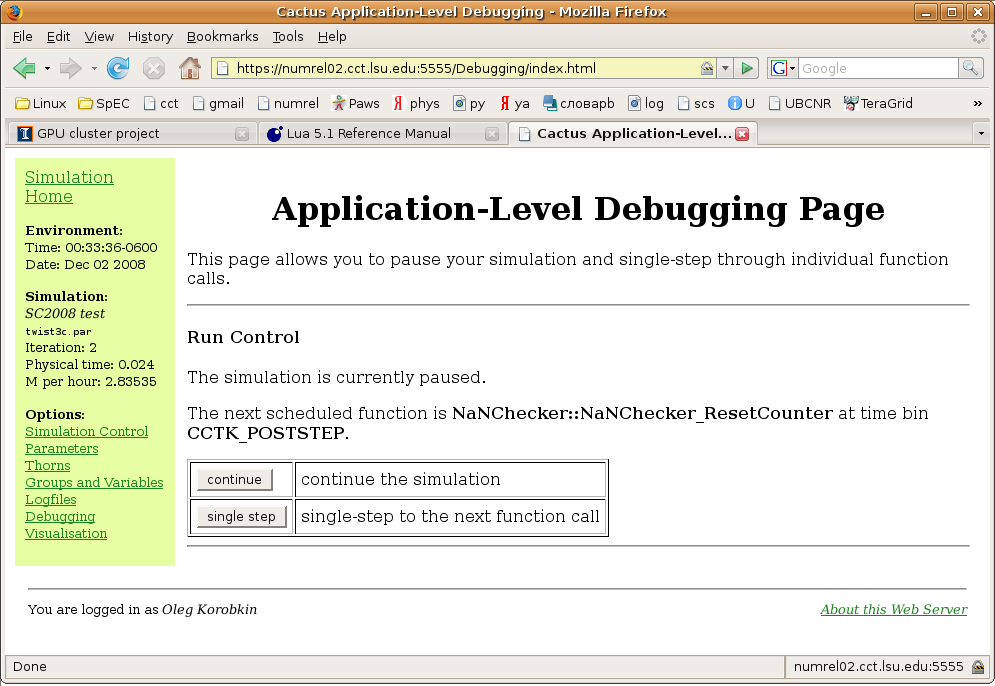 Cactus Application-Level Debugging - Mozilla Firefox
File Edit View History Bookmarks Tools Help
https://numrel02.cct.lsu.edu:5555/Debugging/index.html G Google
Linux SpEC cct gmail numrel Paws Я phys py Я ya словарь log scs U UBCNR TeraGrid »
I GPU cluster project Lua 5.1 Reference Manual Cactus Application-Level...
Simulation
Home
Environment:
Time: 00:33:36-0600
Date: Dec 02 2008
Simulation:
SC2008 test
twist3c.par
Iteration: 2
Physical time: 0.024
M per hour: 2.83535
Options:
Simulation Control
Parameters
Thorns
Groups and Variables
Logfiles
Debugging
Visualisation
Application-Level Debugging Page
This page allows you to pause your simulation and single-step through individual function
calls.
Run Control
The simulation is currently paused.
The next scheduled function is NaNChecker::NaNChecker_ResetCounter at time bin
CCTK_POSTSTEP.
continue continue the simulation
single step single-step to the next function call
You are logged in as Oleg Korobkin About this Web Server
Done numrel02.cct.lsu.edu:5555